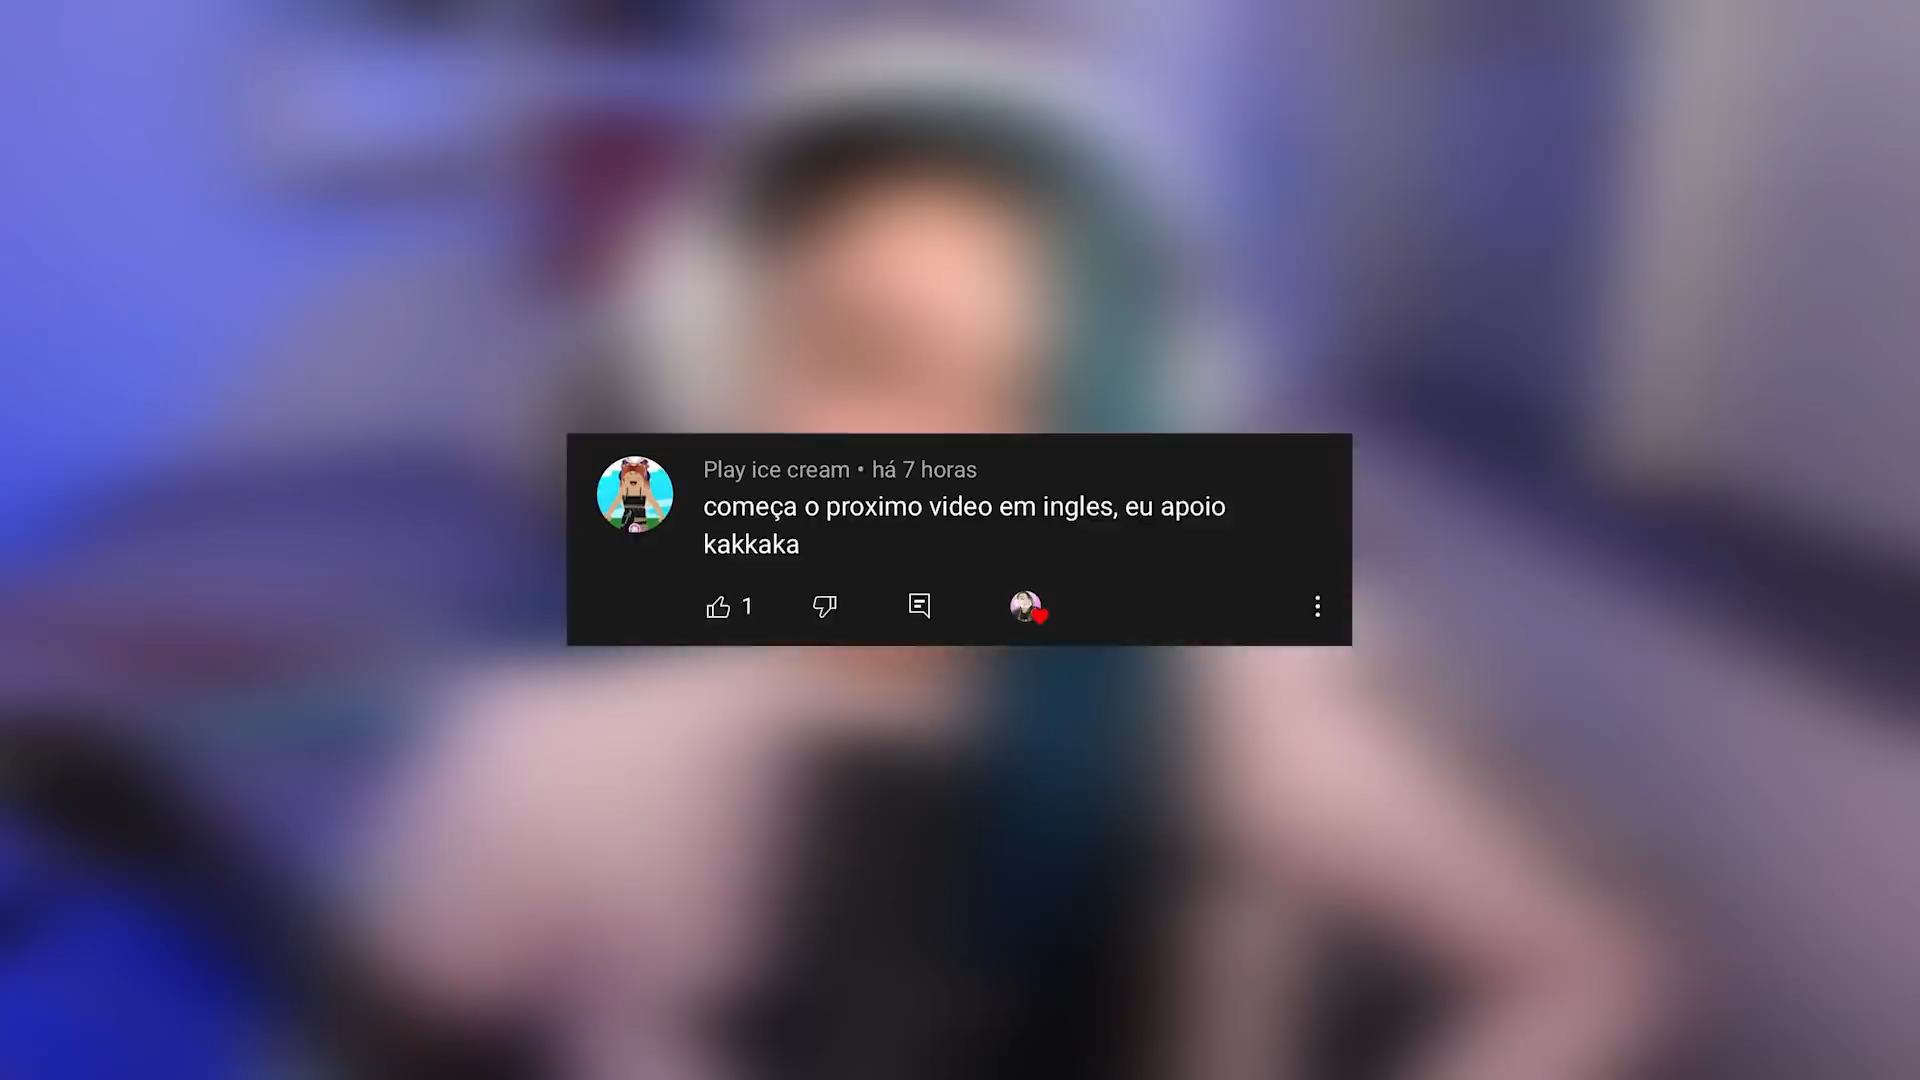 Play ice cream • há 7 horas
começa o proximo video em ingles, eu apoio
kakkaka
1